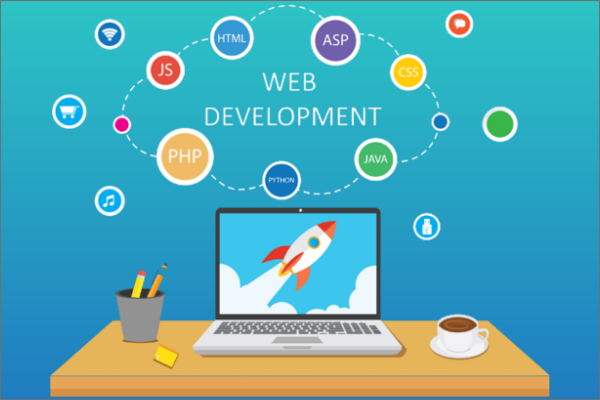 HTML
ASP
JS
CSS
WEB
DEVELOPMENT
PHP
JAVA
PYTHON